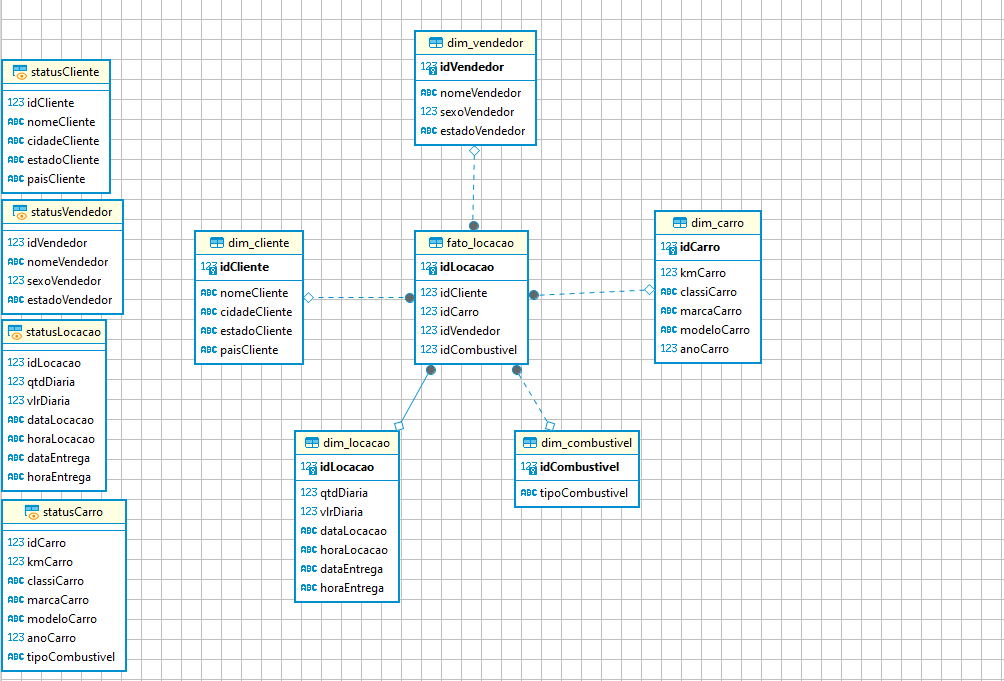 statusCliente
123 idCliente
ABC nomeCliente
ABC cidadeCliente
ABC estadoCliente
ABC paisCliente
statusVendedor
123 idVendedor
ABC nomeVendedor
123 sexoVendedor
ABC estadoVendedor
statusLocacao
123 idLocacao
123 qtdDiaria
123 vlrDiaria
ABC dataLocacao
ABC horaLocacao
ABC dataEntrega
ABC horaEntrega
statusCarro
123 idCarro
123 kmCarro
ABC classiCarro
ABC marcaCarro
ABC modeloCarro
123 anoCarro
ABC tipoCombustivel
dim_vendedor
123 idVendedor
ABC nomeVendedor
123 sexoVendedor
ABC estadoVendedor
dim_cliente
123 idCliente
ABC nomeCliente
ABC cidadeCliente
ABC estadoCliente
ABC paisCliente
fato_locacao
123 idLocacao
123 idCliente
123 idCarro
123 idVendedor
123 idCombustivel
dim_carro
123 idCarro
123 kmCarro
ABC classiCarro
ABC marcaCarro
ABC modeloCarro
123 anoCarro
dim_locacao
123 idLocacao
123 qtdDiaria
123 vlrDiaria
ABC dataLocacao
ABC horaLocacao
ABC dataEntrega
ABC horaEntrega
dim_combustivel
123 idCombustivel
ABC tipoCombustivel